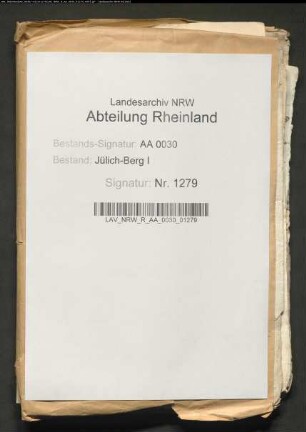 Landesarchiv NRW
Abteilung Rheinland
Bestands-Signatur: AA 0030
Bestand: Jülich-Berg I
Signatur: Nr. 1279
LAV_NRW_R_AA_0030_01279